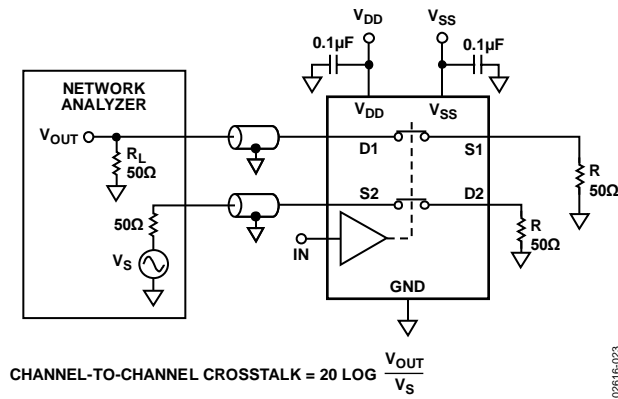 VDD
VSS
0.1µF
0.1µF
NETWORK
ANALYZER
VDD
VSS
VOUT
RL
50Ω
D1
S1
R
50Ω
50Ω
S2
D2
R
50Ω
VS
IN
GND
CHANNEL-TO-CHANNEL CROSSTALK = 20 LOG VOUT/VS
02616-023